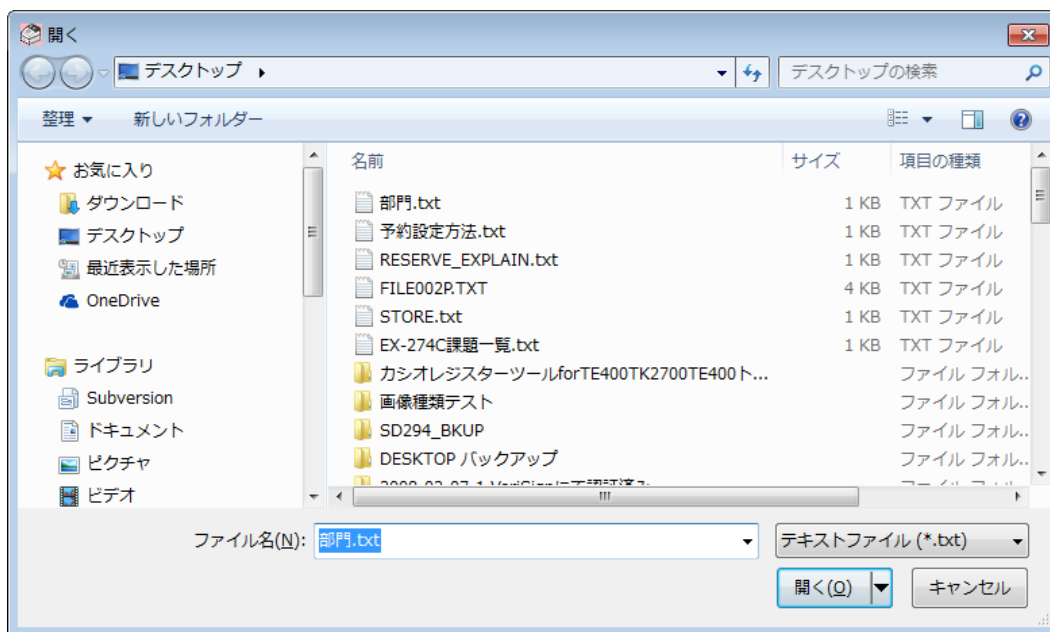 開く
デスクトップ
デスクトップの検索
整理 新しいフォルダー
お気に入り
ダウンロード
デスクトップ
最近表示した場所
OneDrive
ライブラリ
Subversion
ドキュメント
ピクチャ
ビデオ
名前 サイズ 項目の種類
部門.txt 1 KB TXT ファイル
予約設定方法.txt 1 KB TXT ファイル
RESERVE_EXPLAIN.txt 1 KB TXT ファイル
FILE002P.TXT 4 KB TXT ファイル
STORE.txt 1 KB TXT ファイル
EX-274C課題一覧.txt 1 KB TXT ファイル
カシオレジスターツールforTE400TK2700TE400ト... ファイル フォル...
画像種類テスト ファイル フォル...
SD294_BKUP ファイル フォル...
DESKTOP バックアップ ファイル フォル...
ファイル名(N): 部門.txt テキストファイル (*.txt)
開く(O) キャンセル